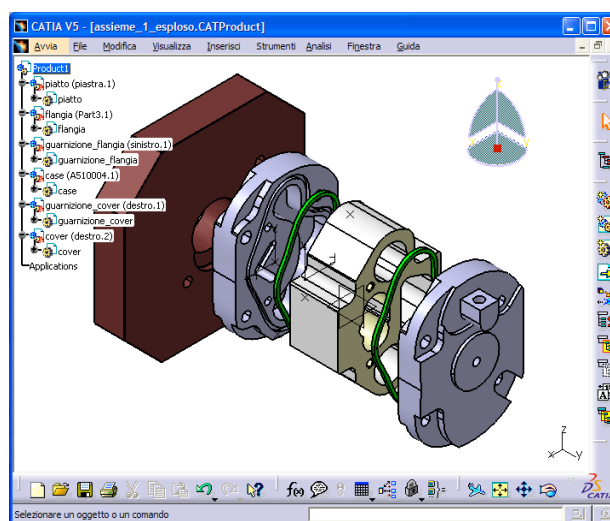 CATIA V5 - [assieme_1_esploso.CATProduct]
Avvia File Modifica Visualizza Inserisci Strumenti Analisi Finestra Guida
Product1
piatto (piastra.1)
piatto
flangia (Part3.1)
flangia
guarnizione_flangia (sinistro.1)
guarnizione_flangia
case (A510004.1)
case
guarnizione_cover (destro.1)
guarnizione_cover
cover (destro.2)
cover
Applications
z
x y
f(x)
CATIA
Selezionare un oggetto o un comando